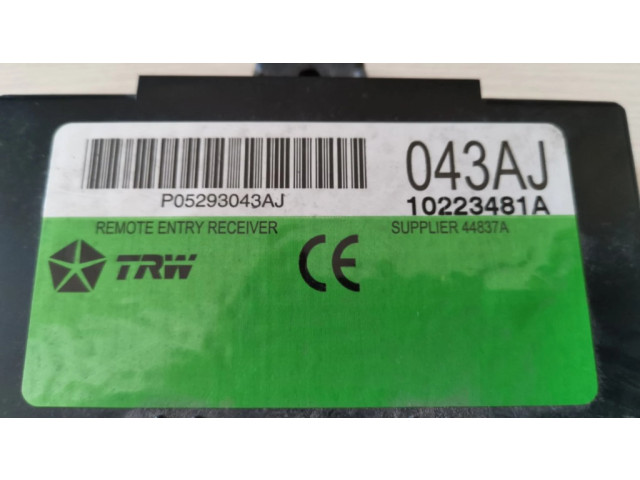 043AJ
P05293043AJ
10223481A
REMOTE ENTRY RECEIVER
SUPPLIER 44837A
TRW
CE